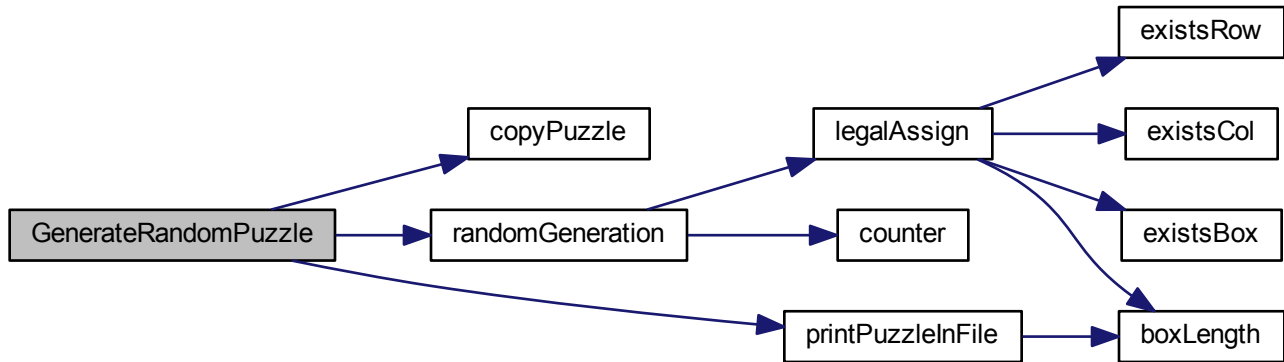 existsRow
copyPuzzle
legalAssign
existsCol
GenerateRandomPuzzle
randomGeneration
counter
existsBox
printPuzzleInFile
boxLength